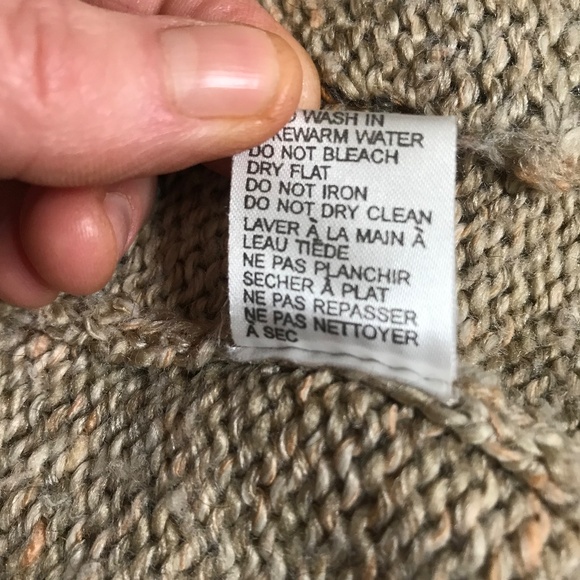 WASH IN
WARM WATER
DO NOT BLEACH
DRY FLAT
DO NOT IRON
DO NOT DRY CLEAN
LAVER À LA MAIN À
LEAU TIÈDE
NE PAS PLANCHIR
SECHER À PLAT
NE PAS REPASSER
NE PAS NETTOYER
À SEC